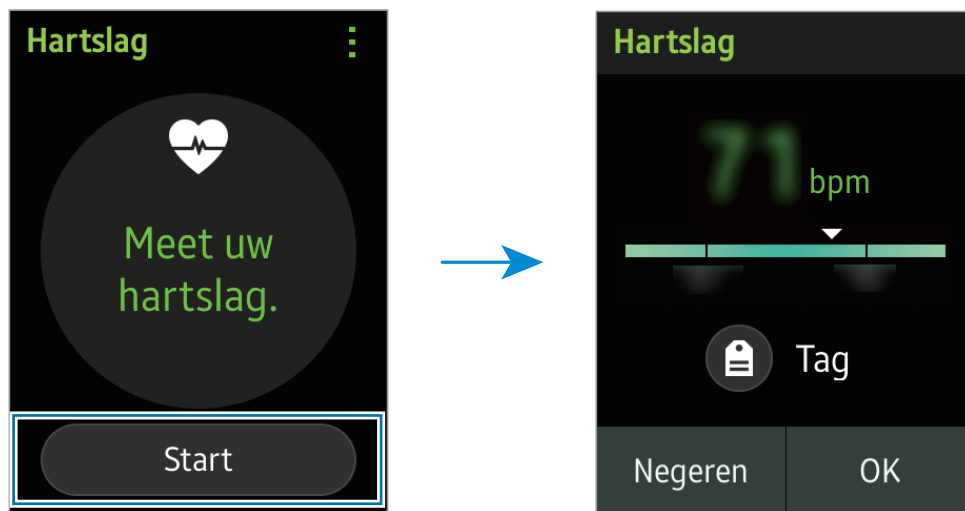 Hartslag
Meet uw
hartslag.
Start
Hartslag
71 bpm
Tag
Negeren
OK